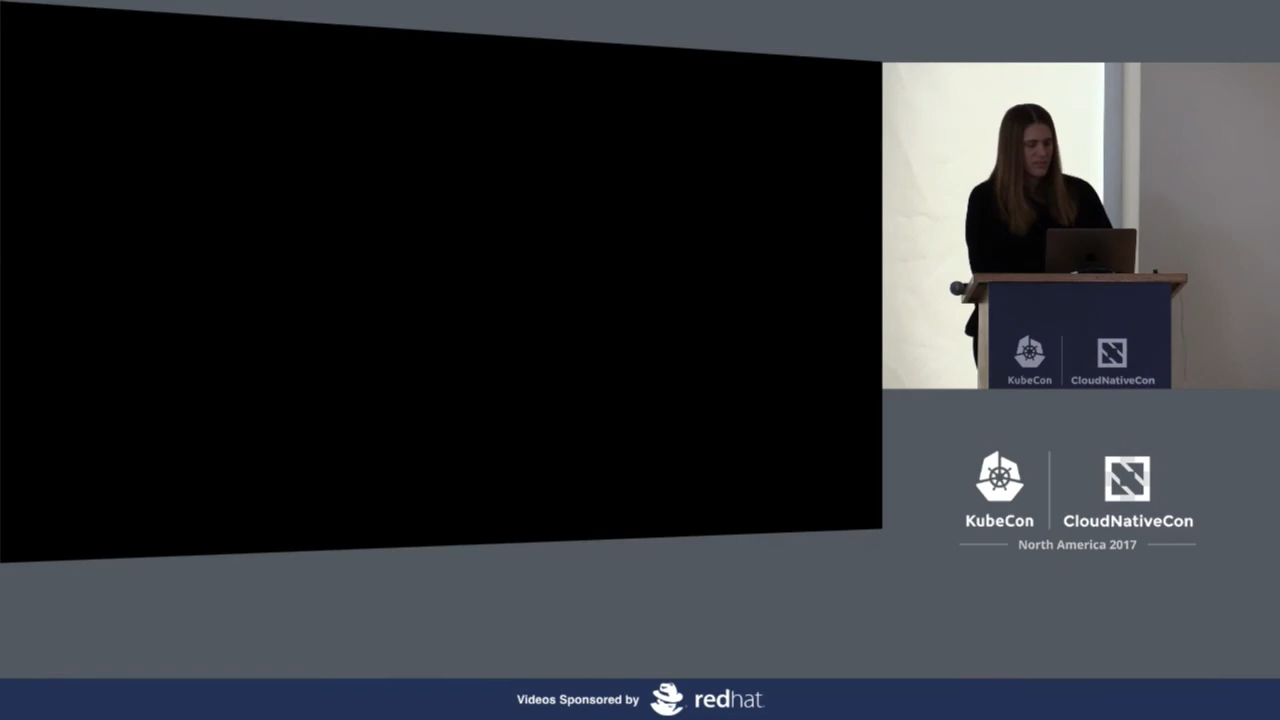 KubeCon
CloudNativeCon
KubeCon
CloudNativeCon
North America 2017
Videos Sponsored by
redhat